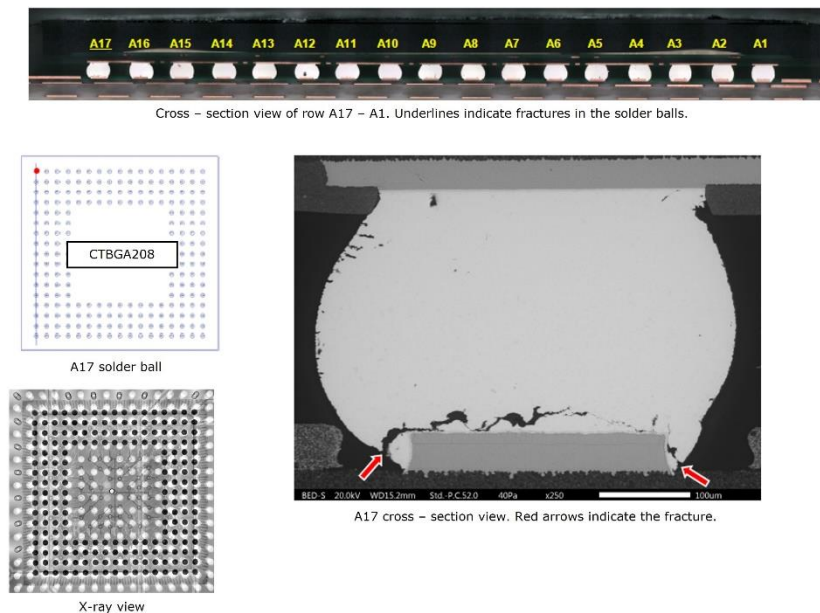 A17 A16 A15 A14 A13 A12 A11 A10 A9 A8 A7 A6 A5 A4 A3 A2 A1
Cross – section view of row A17 – A1. Underlines indicate fractures in the solder balls.
CTBGA208
A17 solder ball
X-ray view
BED-S 20.0kV WD15.2mm Std.-P.C.52.0 40Pa x250 100um
A17 cross – section view. Red arrows indicate the fracture.